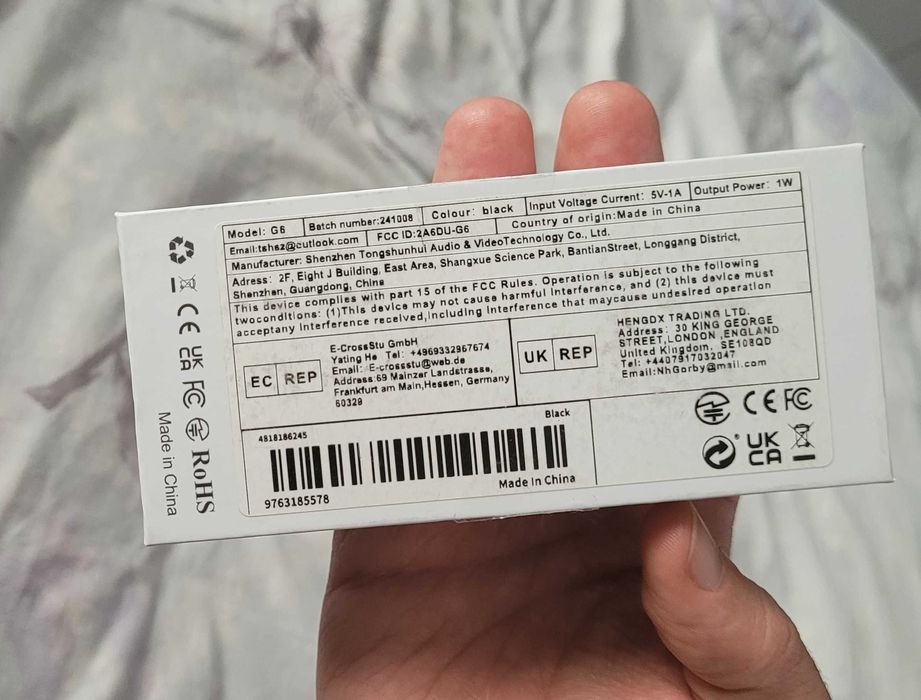 Model: G6
Batch number:241008
Colour: black
Input Voltage Current: 5V-1A
Output Power: 1W
Email:tshsz@outlook.com
FCC ID:2A6DU-G6
Country of origin:Made in China
Manufacturer: Shenzhen Tongshunhui Audio & VideoTechnology Co., Ltd.
Adress: 2F, Eight J Building, East Area, Shangxue Science Park, BantianStreet, Longgang District,
Shenzhen, Guangdong, China
This device complies with part 15 of the FCC Rules. Operation is subject to the following
twoconditions: (1)This device may not cause harmful interference, and (2) this device must
acceptany interference received,including interference that maycause undesired operation
EC REP
E-CrossStu GmbH
Yating He Tel: +4969332967674
Email: E-crossstu@web.de
Address:69 Mainzer Landstrasse,
Frankfurt am Main,Hessen, Germany
60329
UK REP
HENGDX TRADING LTD.
Address: 30 KING GEORGE
STREET,LONDON ,ENGLAND
United Kingdom, SE108QD
Tel: +4407917032047
Email:NhGorby@mail.com
4818186245
Black
9763185578
Made In China
CE FC
UK
CA
CE
UK
CA
FC
RoHS
Made in China